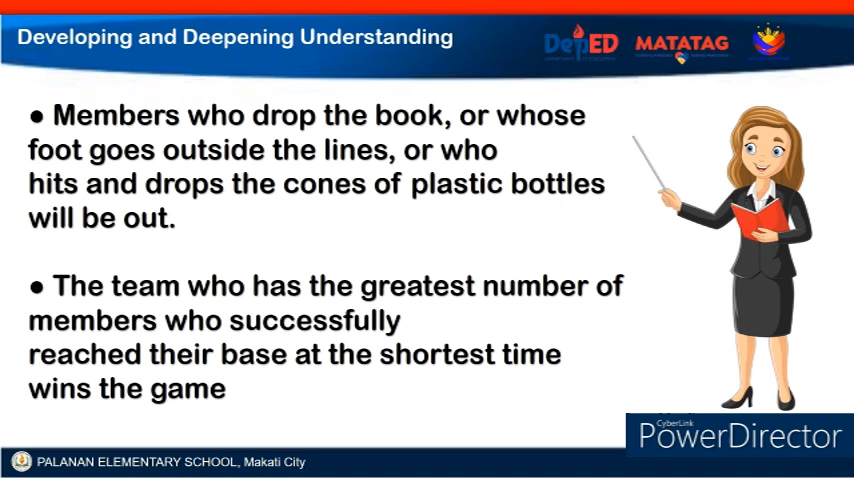 Developing and Deepening Understanding
DepED
MATATAG
● Members who drop the book, or whose
foot goes outside the lines, or who
hits and drops the cones of plastic bottles
will be out.
● The team who has the greatest number of
members who successfully
reached their base at the shortest time
wins the game
CyberLink
PowerDirector
PALANAN ELEMENTARY SCHOOL, Makati City